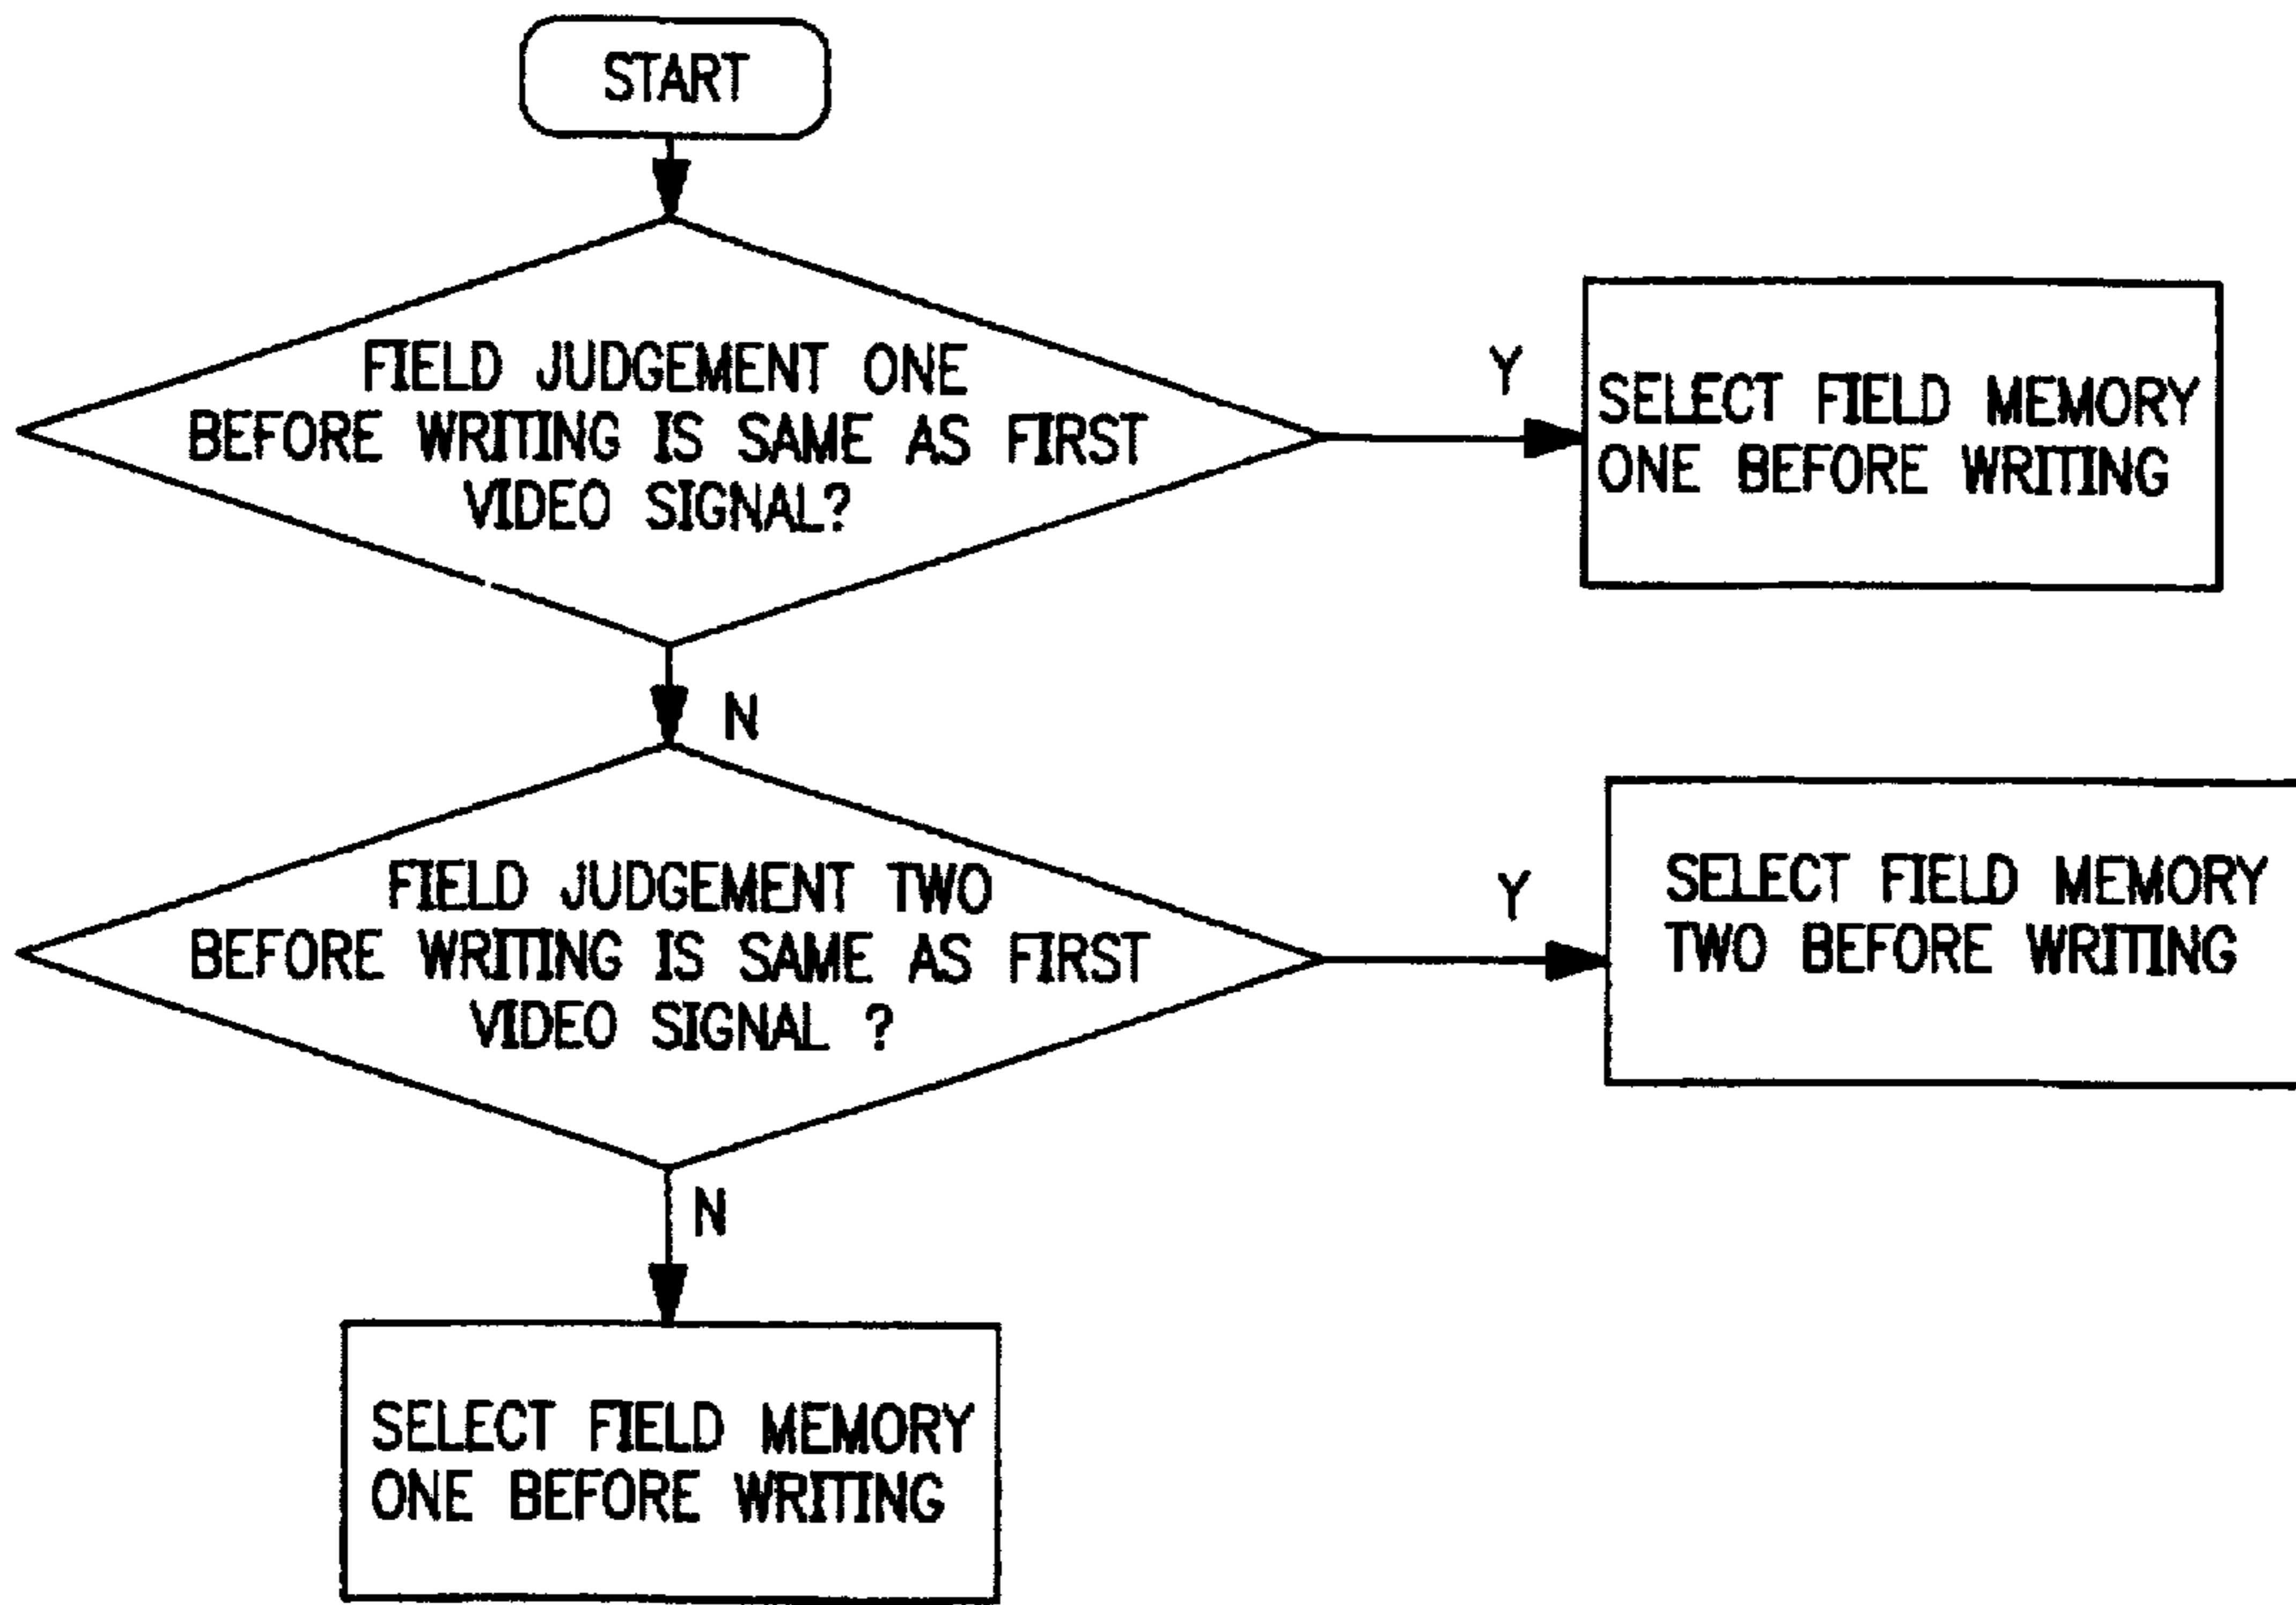 START
FIELD JUDGEMENT ONE
BEFORE WRITING IS SAME AS FIRST
VIDEO SIGNAL?
Y
SELECT FIELD MEMORY
ONE BEFORE WRITING
N
FIELD JUDGEMENT TWO
BEFORE WRITING IS SAME AS FIRST
VIDEO SIGNAL ?
Y
SELECT FIELD MEMORY
TWO BEFORE WRITING
N
SELECT FIELD MEMORY
ONE BEFORE WRITING